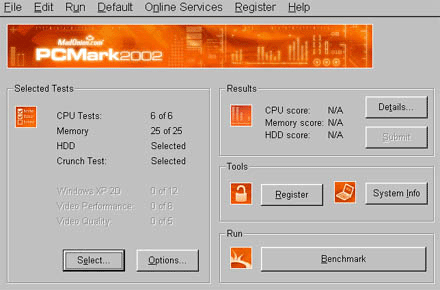 File Edit Run Default Online Services Register Help
MadOnion.com
PCMARK2002
Selected Tests
CPU Tests: 6 of 6
Memory 25 of 25
HDD Selected
Crunch Test: Selected
Windows XP 2D 0 of 12
Video Performance: 0 of 8
Video Quality: 0 of 5
Select... Options...
Results
CPU score: N/A
Memory score: N/A
HDD score: N/A
Details...
Submit
Tools
Register
System Info
Run
Benchmark